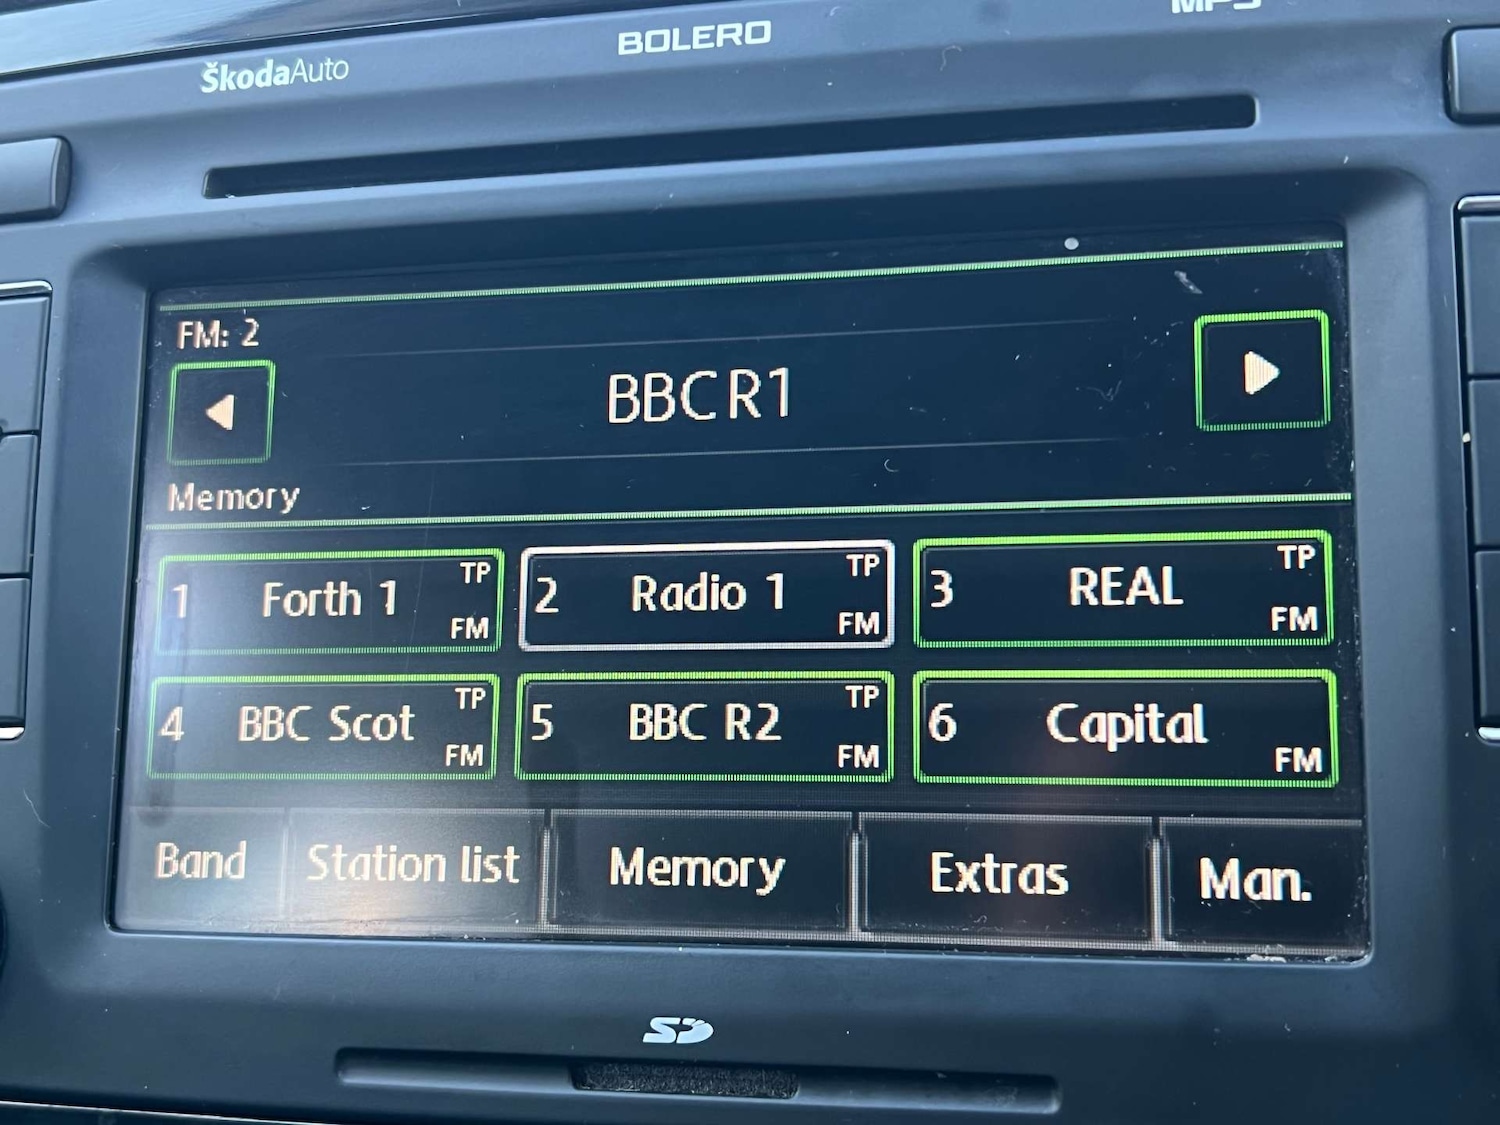 ŠkodaAuto
BOLERO
MP3
FM: 2
BBC R1
Memory
1 Forth 1 TP FM
2 Radio 1 TP FM
3 REAL TP FM
4 BBC Scot TP FM
5 BBC R2 TP FM
6 Capital FM
Band
Station list
Memory
Extras
Man.
SD